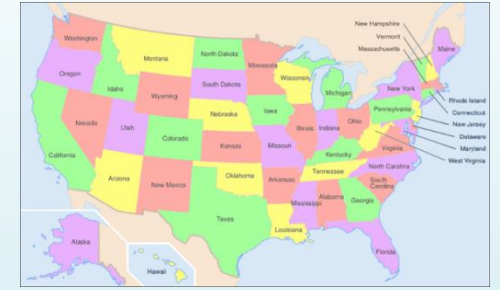 New Hampshire
Vermont
Massachusetts
Washington
Montana
North Dakota
Minnesota
Maine
Oregon
Idaho
South Dakota
Wisconsin
Michigan
New York
Wyoming
Rhode Island
Connecticut
New Jersey
Delaware
Maryland
West Virginia
Nevada
Utah
Colorado
Nebraska
Iowa
Illinois
Indiana
Ohio
Pennsylvania
California
Kansas
Missouri
Kentucky
Virginia
Arizona
New Mexico
Oklahoma
Arkansas
Tennessee
North Carolina
South
Carolina
Texas
Louisiana
Mississippi
Alabama
Georgia
Florida
Alaska
Hawaii